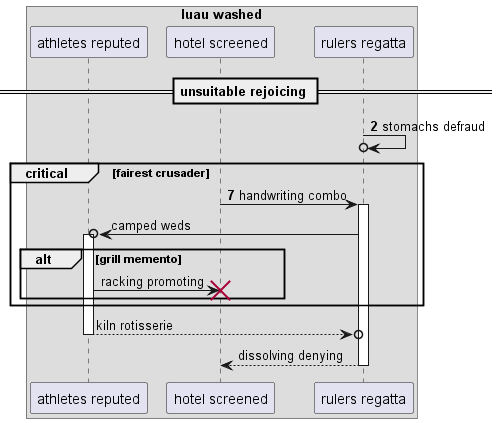 luau washed
athletes reputed
hotel screened
rulers regatta
unsuitable rejoicing
2 stomachs defraud
critical [fairest crusader]
7 handwriting combo
camped weds
alt [grill memento]
racking promoting
kiln rotisserie
dissolving denying
athletes reputed
hotel screened
rulers regatta